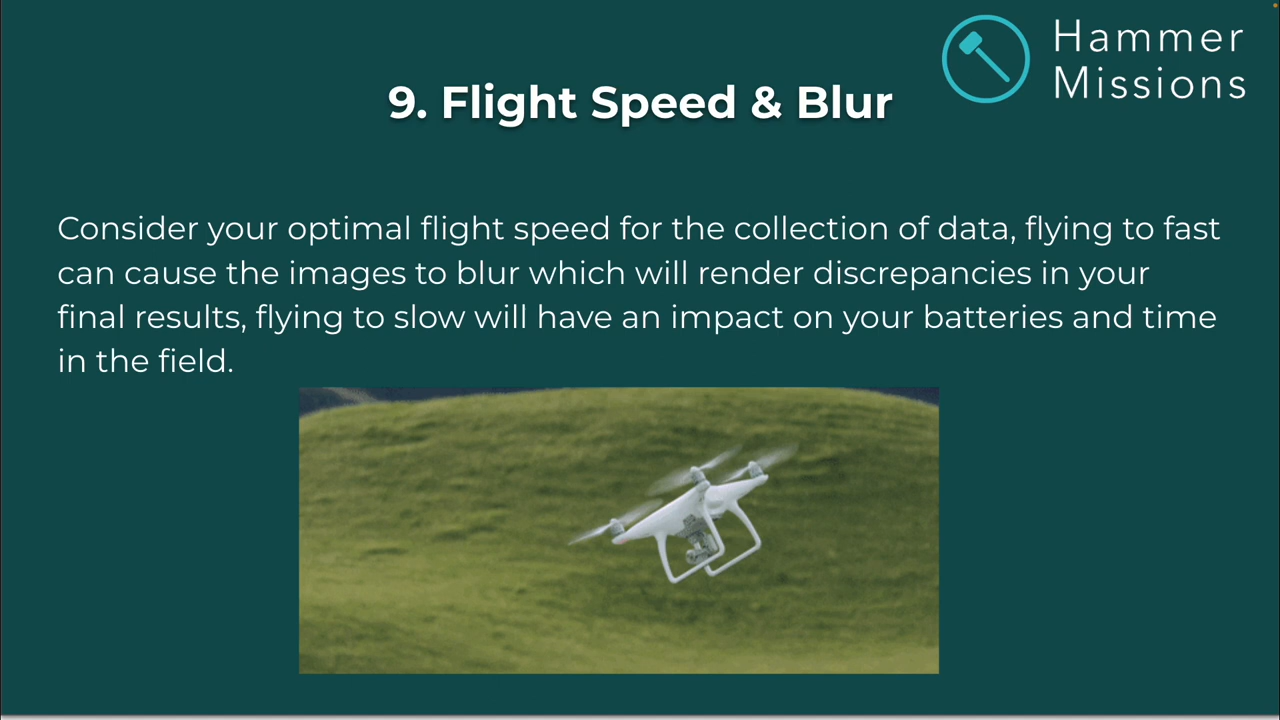 Hammer
Missions
9. Flight Speed & Blur
Consider your optimal flight speed for the collection of data, flying to fast
can cause the images to blur which will render discrepancies in your
final results, flying to slow will have an impact on your batteries and time
in the field.